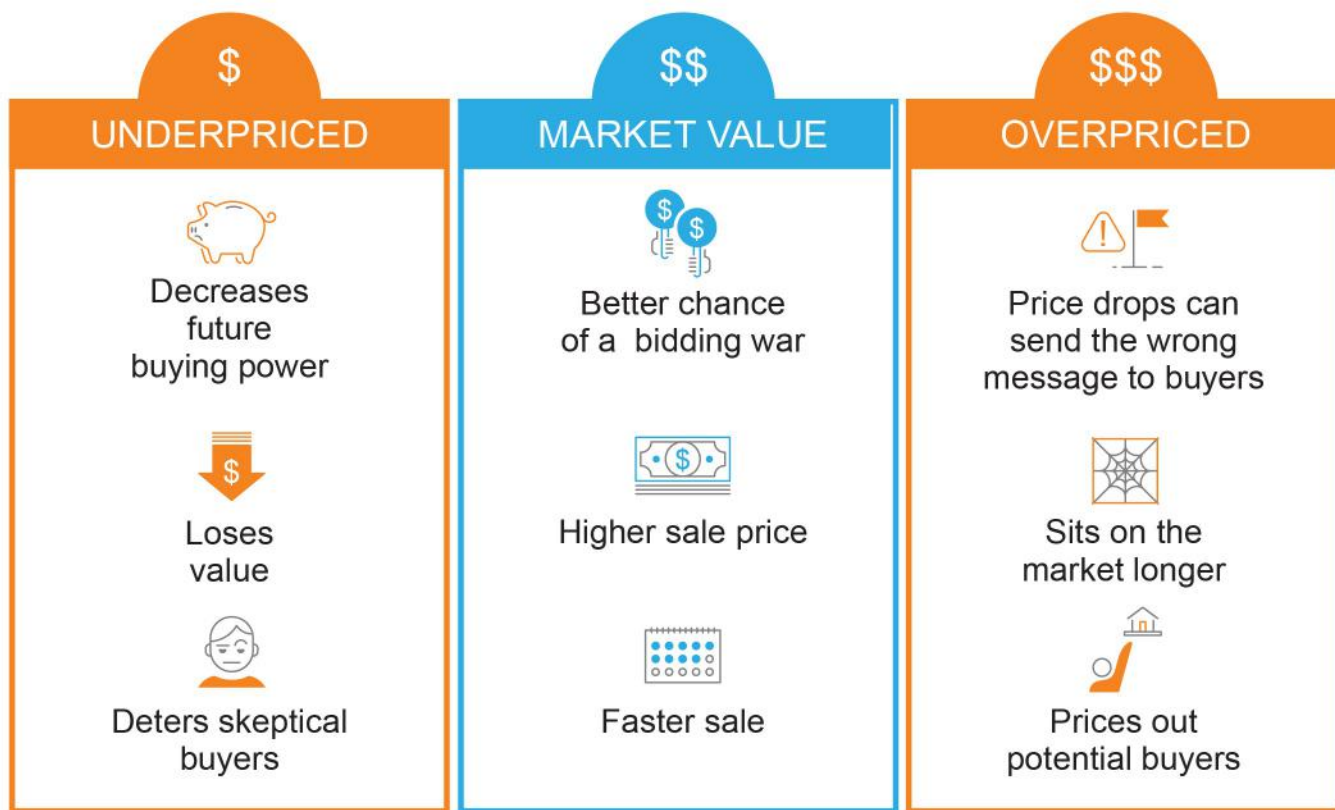 $
UNDERPRICED
Decreases
future
buying power
$
Loses
value
Deters skeptical
buyers
$$
MARKET VALUE
$
$
Better chance
of a bidding war
$
Higher sale price
Faster sale
$$$
OVERPRICED
!
Price drops can
send the wrong
message to buyers
Sits on the
market longer
Prices out
potential buyers